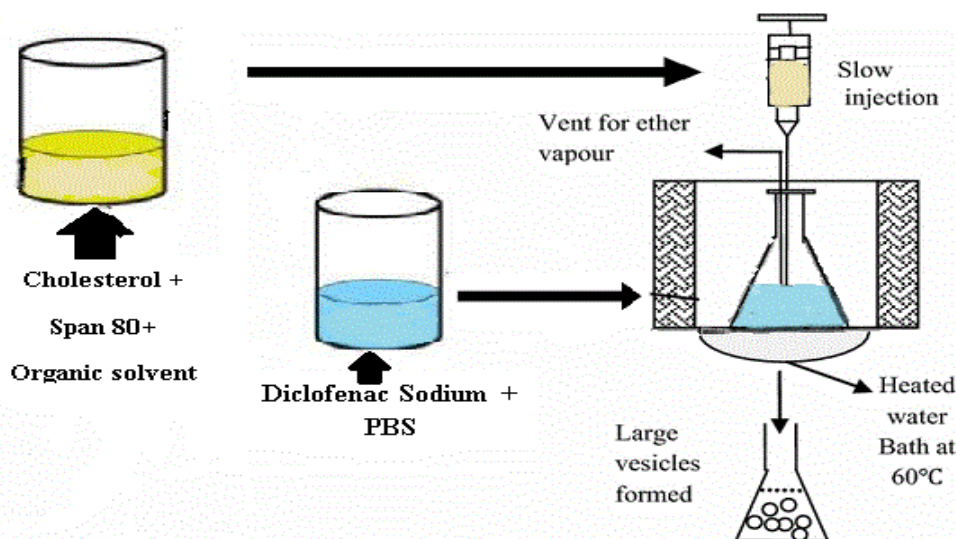 Cholesterol +
Span 80+
Organic solvent
Diclofenac Sodium +
PBS
Slow
injection
Vent for ether
vapour
Heated
water
Bath at
60°C
Large
vesicles
formed